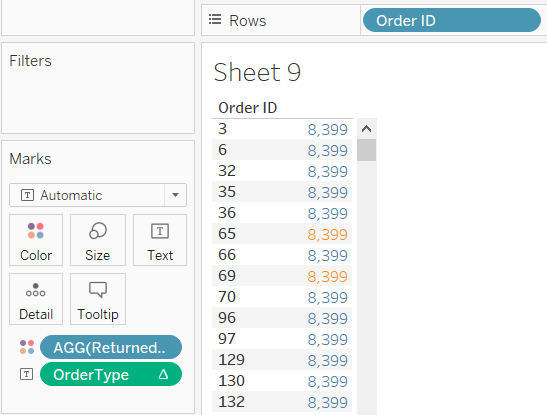 Rows Order ID
Filters
Sheet 9
Order ID
3 8,399
6 8,399
32 8,399
35 8,399
36 8,399
65 8,399
66 8,399
69 8,399
70 8,399
96 8,399
97 8,399
129 8,399
130 8,399
132 8,399
Marks
T Automatic
Color Size T Text
Detail Tooltip
AGG(Returned..
T OrderType Δ